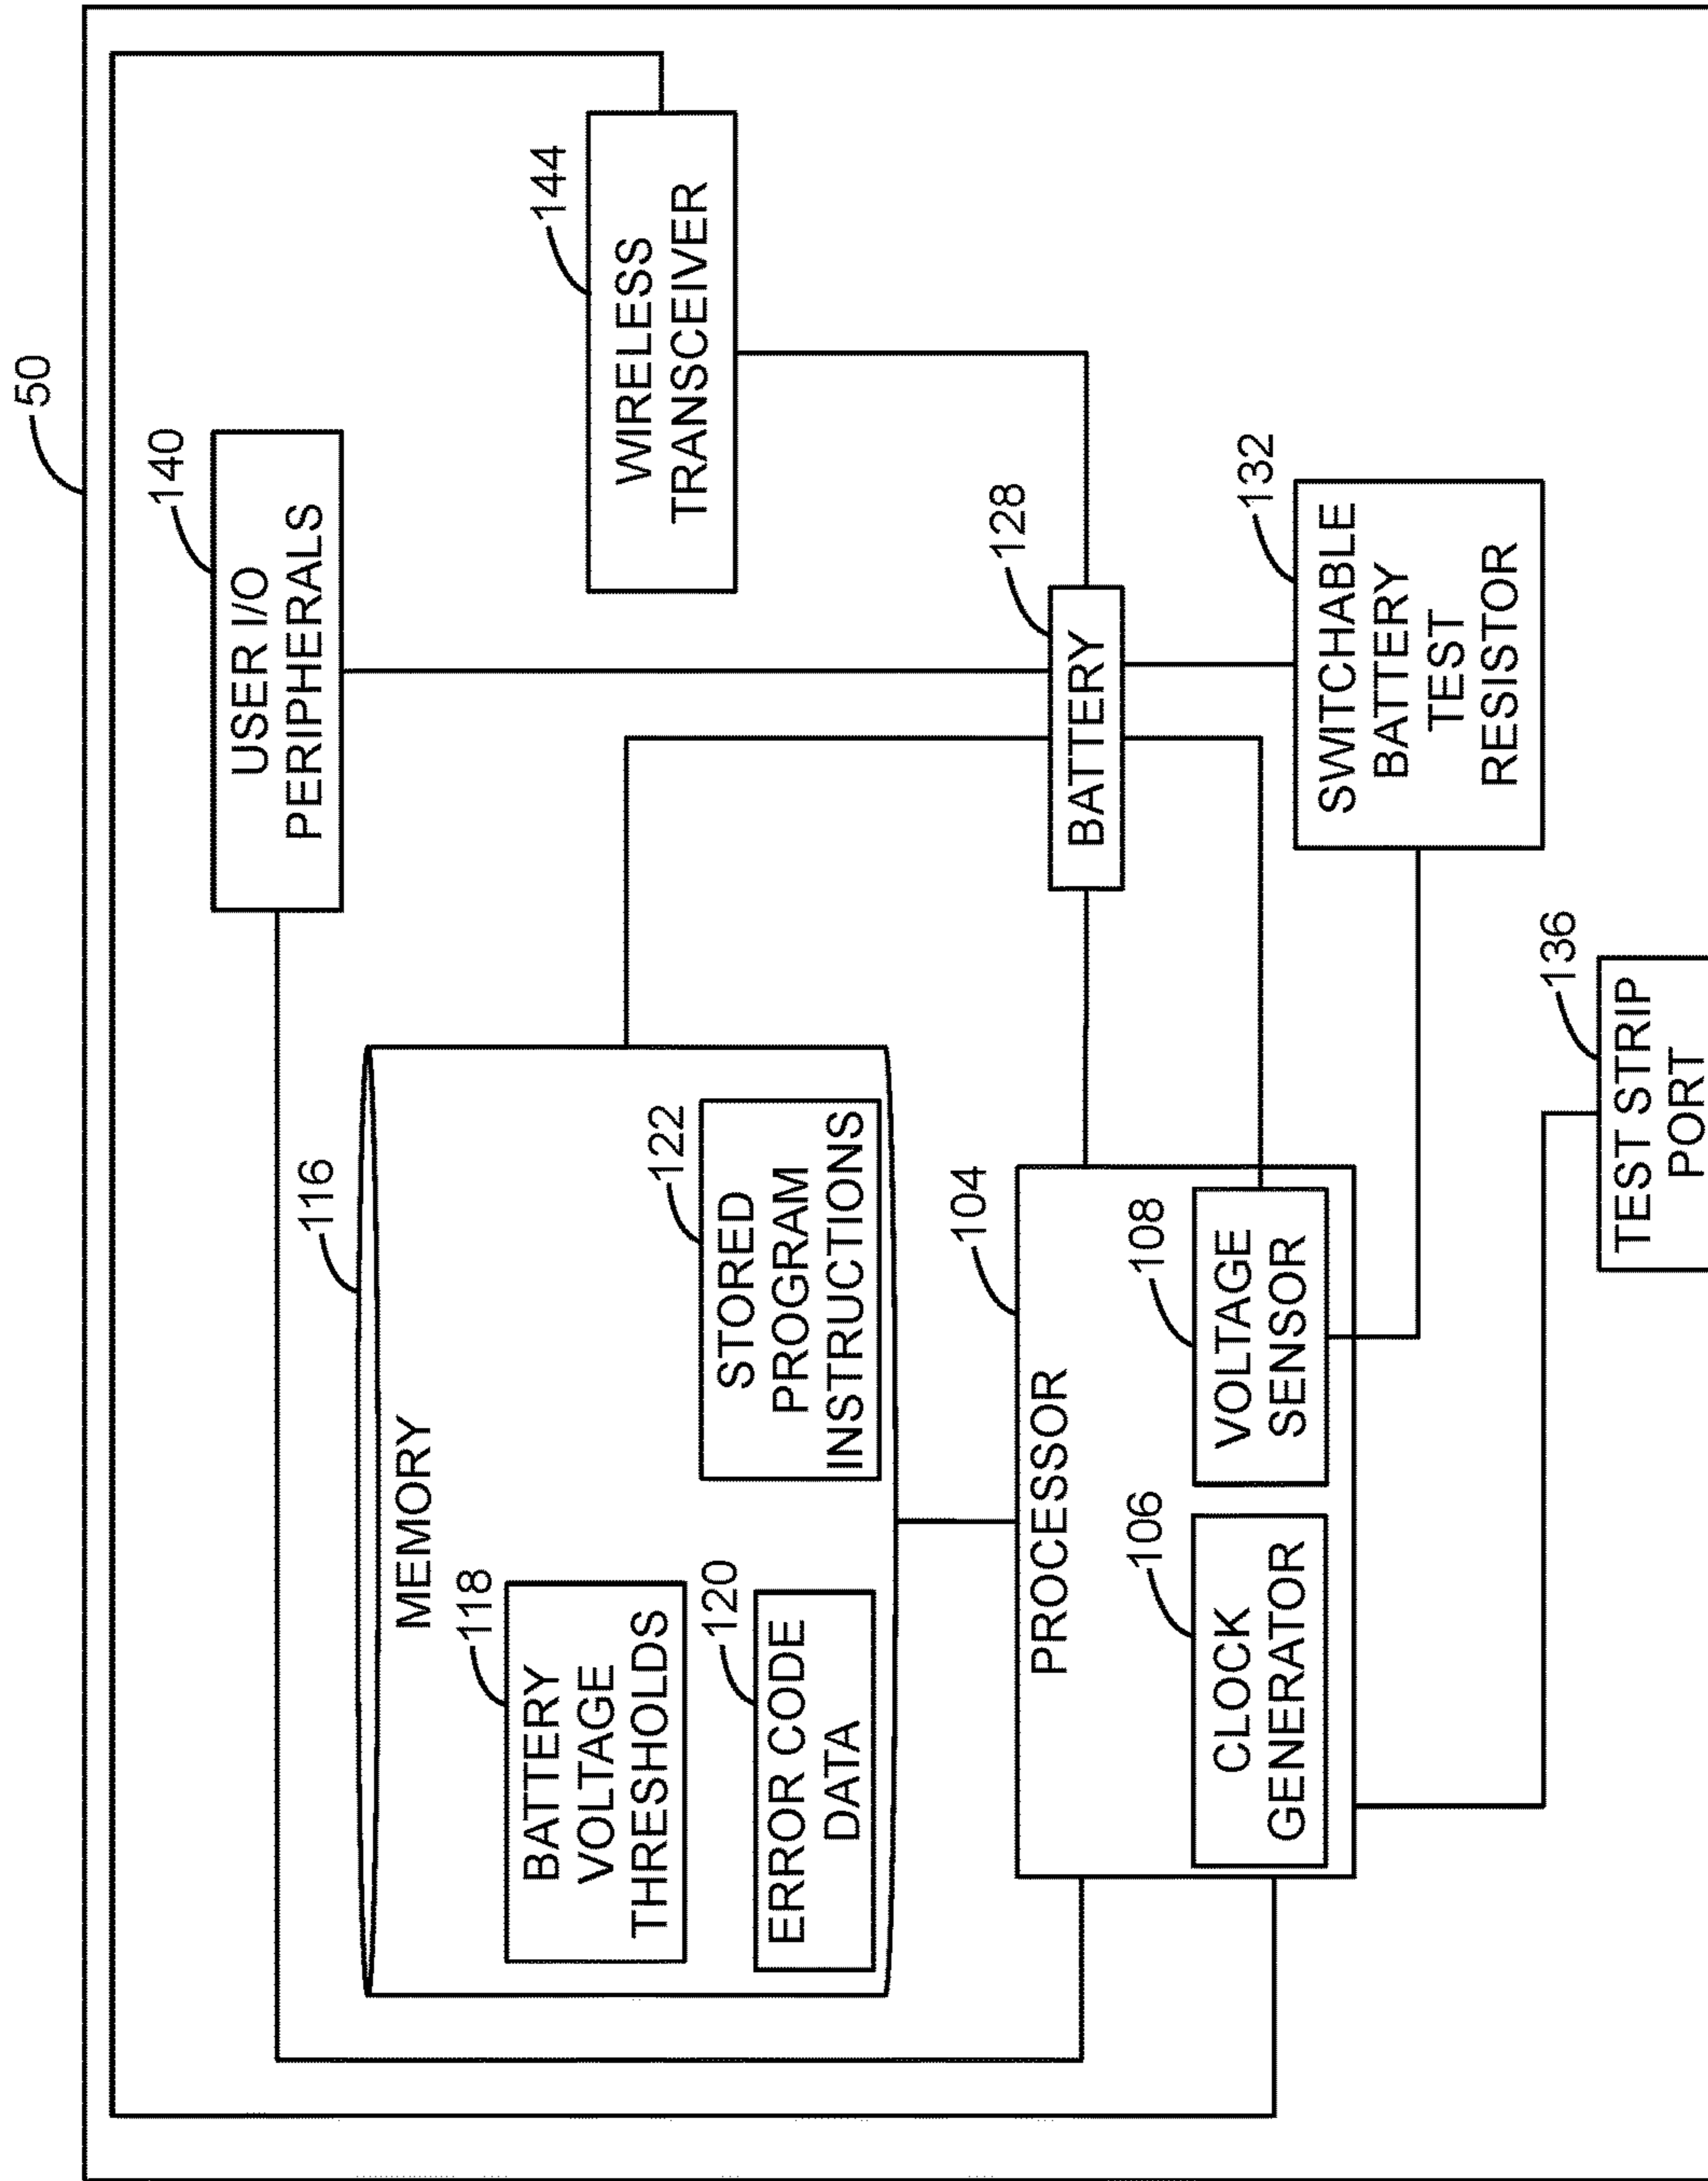 50
140
USER I/O
PERIPHERALS
144
WIRELESS
TRANSCEIVER
116
MEMORY
118
BATTERY
VOLTAGE
THRESHOLDS
120
ERROR CODE
DATA
122
STORED
PROGRAM
INSTRUCTIONS
128
BATTERY
104
PROCESSOR
106
CLOCK
GENERATOR
108
VOLTAGE
SENSOR
132
SWITCHABLE
BATTERY
TEST
RESISTOR
136
TEST STRIP
PORT